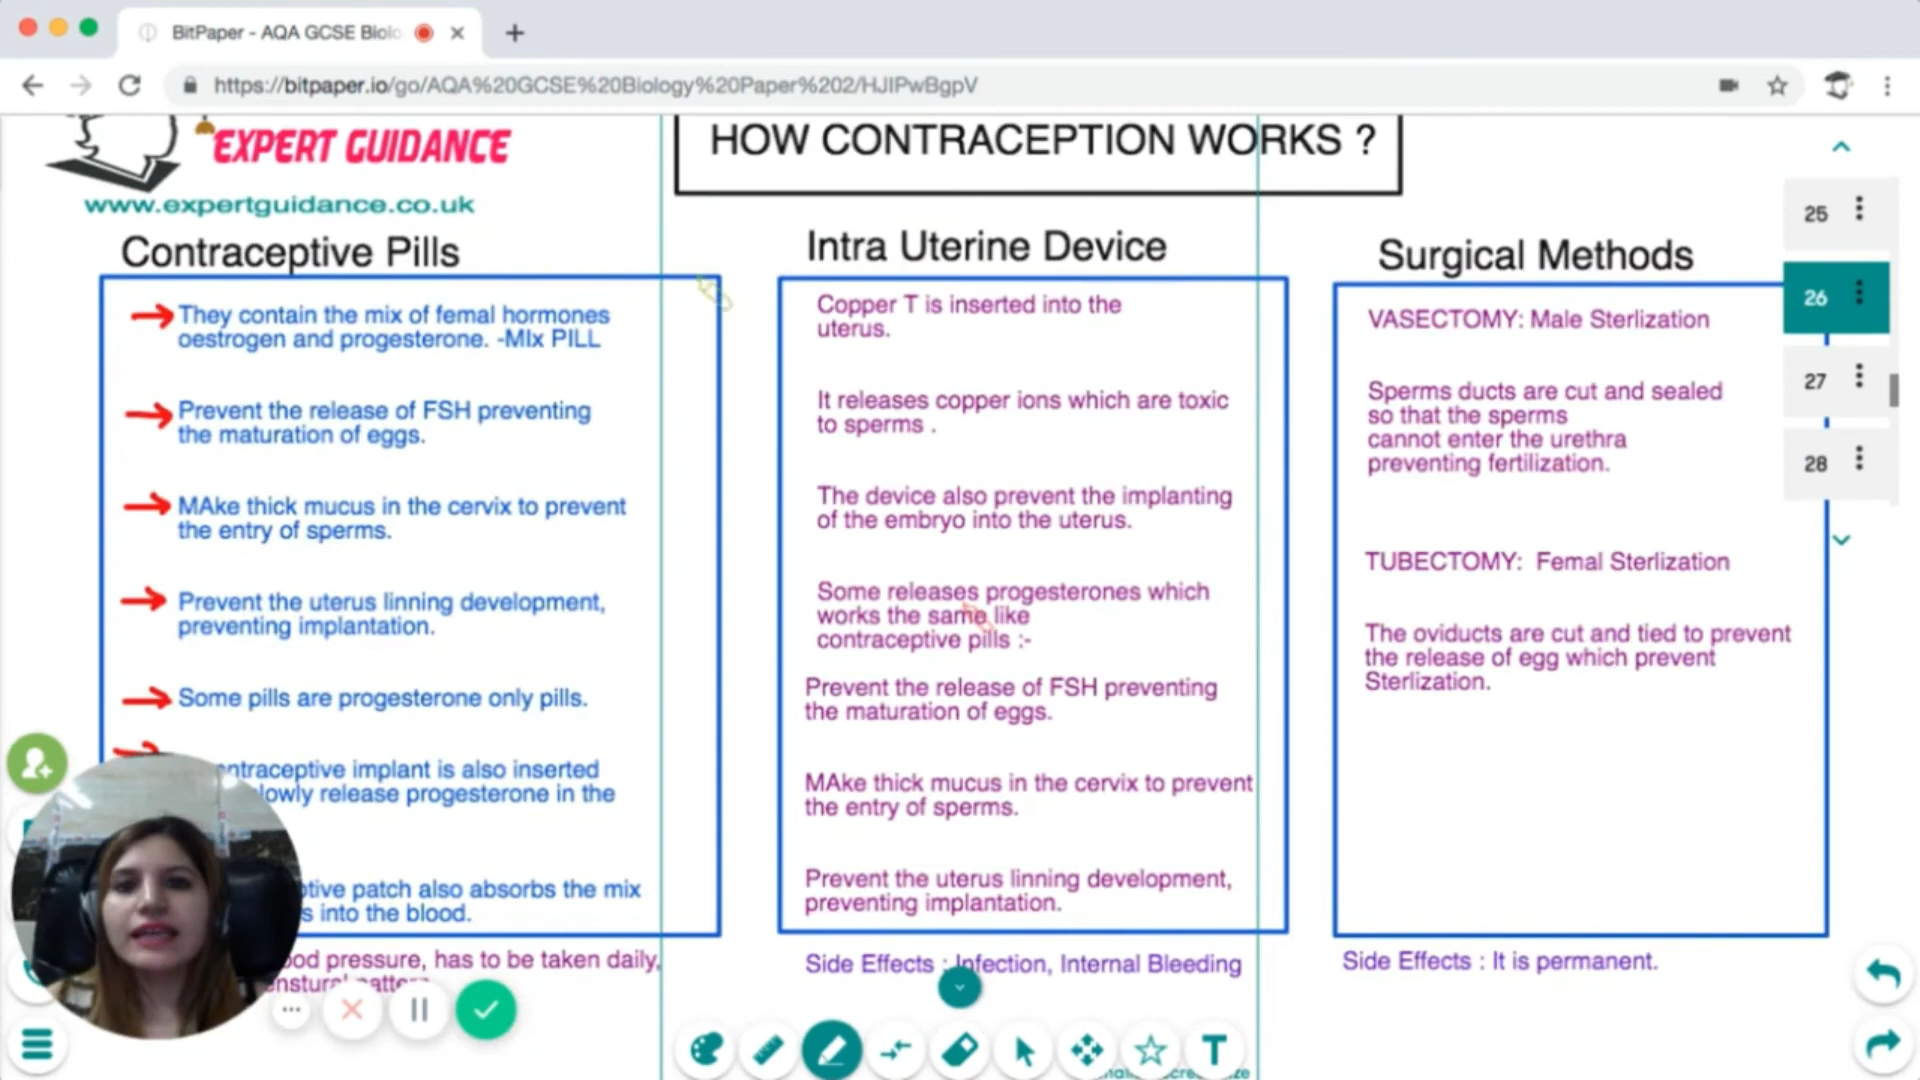 BitPaper - AQA GCSE Biolo
https://bitpaper.io/go/AQA%20GCSE%20Biology%20Paper%202/HJIPwBgpV
EXPERT GUIDANCE
www.expertguidance.co.uk
HOW CONTRACEPTION WORKS ?
Contraceptive Pills
They contain the mix of femal hormones
oestrogen and progesterone. -MIx PILL
Prevent the release of FSH preventing
the maturation of eggs.
MAke thick mucus in the cervix to prevent
the entry of sperms.
Prevent the uterus linning development,
preventing implantation.
Some pills are progesterone only pills.
ntraceptive implant is also inserted
lowly release progesterone in the
tive patch also absorbs the mix
s into the blood.
ood pressure, has to be taken daily,
Intra Uterine Device
Copper T is inserted into the
uterus.
It releases copper ions which are toxic
to sperms .
The device also prevent the implanting
of the embryo into the uterus.
Some releases progesterones which
works the same like
contraceptive pills :-
Prevent the release of FSH preventing
the maturation of eggs.
MAke thick mucus in the cervix to prevent
the entry of sperms.
Prevent the uterus linning development,
preventing implantation.
Side Effects : Infection, Internal Bleeding
Surgical Methods
VASECTOMY: Male Sterlization
Sperms ducts are cut and sealed
so that the sperms
cannot enter the urethra
preventing fertilization.
TUBECTOMY: Femal Sterlization
The oviducts are cut and tied to prevent
the release of egg which prevent
Sterlization.
Side Effects : It is permanent.
25
26
27
28
T